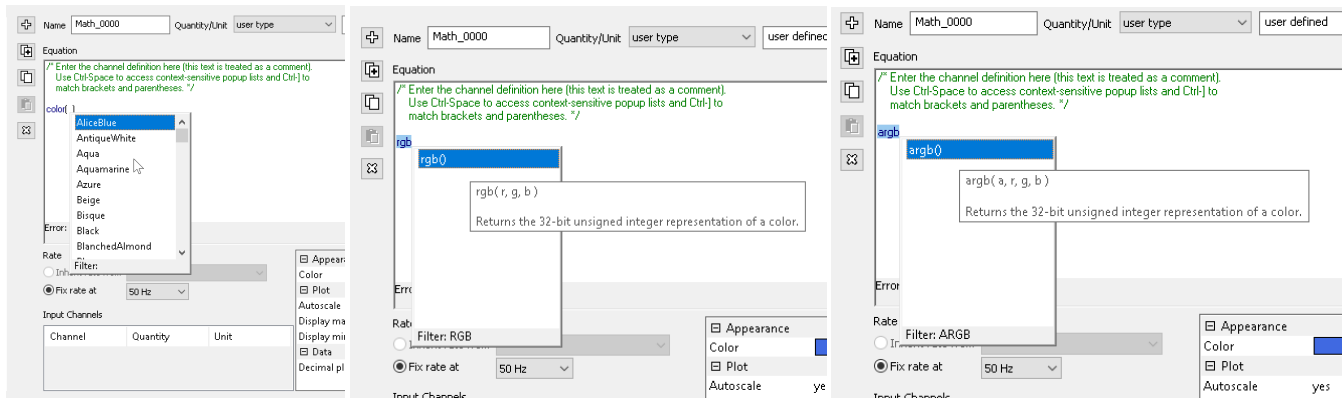 Name Math_0000 Quantity/Unit user type
Equation
/* Enter the channel definition here (this text is treated as a comment).
Use Ctrl-Space to access context-sensitive popup lists and Ctrl-] to
match brackets and parentheses. */
color( )
AliceBlue
AntiqueWhite
Aqua
Aquamarine
Azure
Beige
Bisque
Black
BlanchedAlmond
Filter:
Error:
Rate
Fix rate at 50 Hz
Input Channels
Channel Quantity Unit
Color
Plot
Autoscale
Data
Name Math_0000 Quantity/Unit user type user defined
Equation
/* Enter the channel definition here (this text is treated as a comment).
Use Ctrl-Space to access context-sensitive popup lists and Ctrl-] to
match brackets and parentheses. */
rgb
rgb()
rgb( r, g, b )
Returns the 32-bit unsigned integer representation of a color.
Filter: RGB
Fix rate at 50 Hz
Input Channels
Appearance
Color
Plot
Autoscale
Name Math_0000 Quantity/Unit user type user defined
Equation
/* Enter the channel definition here (this text is treated as a comment).
Use Ctrl-Space to access context-sensitive popup lists and Ctrl-] to
match brackets and parentheses. */
argb
argb()
argb( a, r, g, b )
Returns the 32-bit unsigned integer representation of a color.
Error
Filter: ARGB
Rate
Fix rate at 50 Hz
Input Channels
Appearance
Color
Plot
Autoscale yes